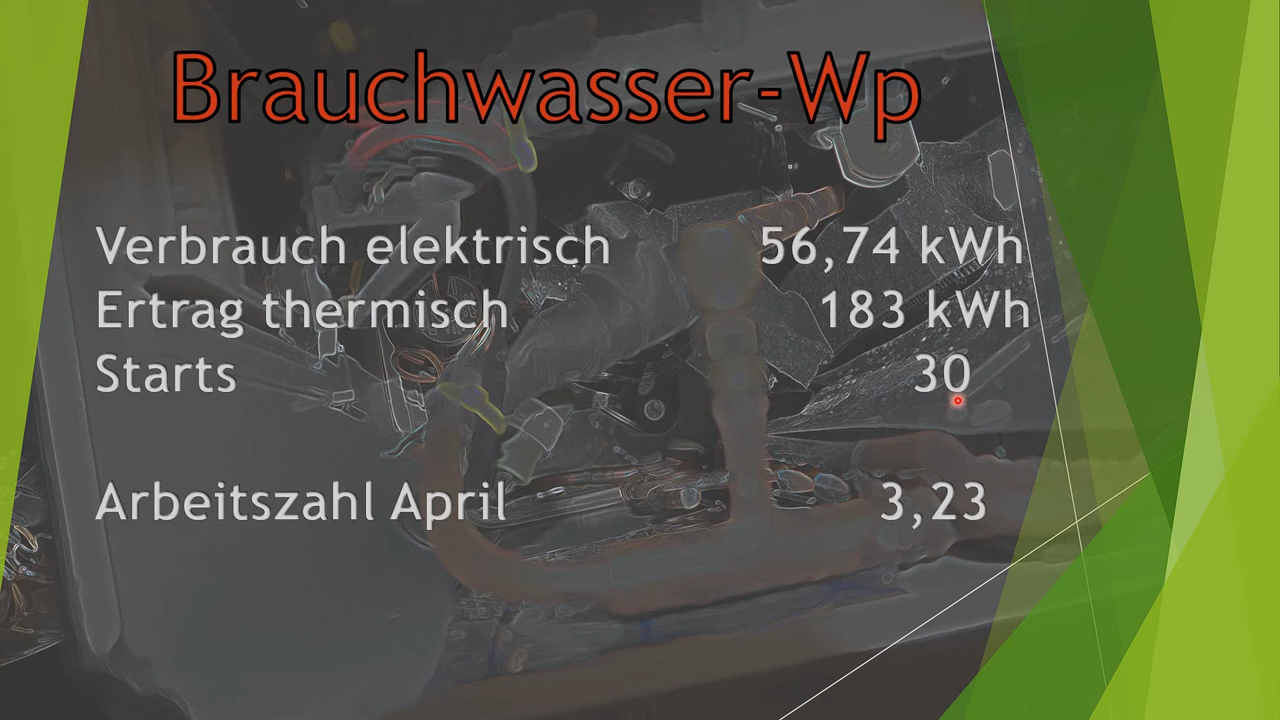 Brauchwasser-Wp
Verbrauch elektrisch 56,74 kWh
Ertrag thermisch 183 kWh
Starts 30
Arbeitszahl April 3,23